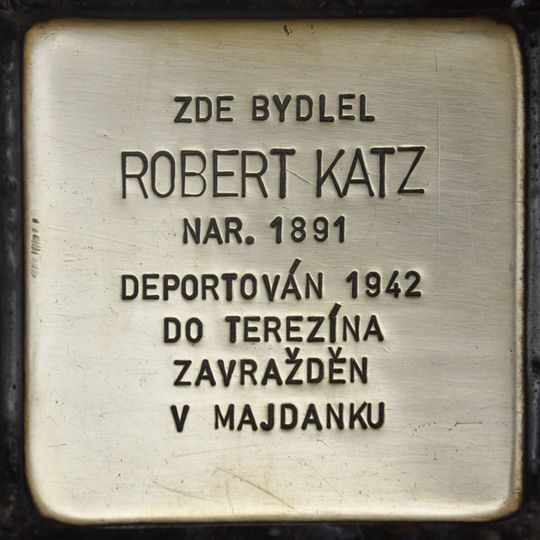 ZDE BYDLEL
ROBERT KATZ
NAR. 1891
DEPORTOVÁN 1942
DO TEREZÍNA
ZAVRAŽDĚN
V MAJDANKU